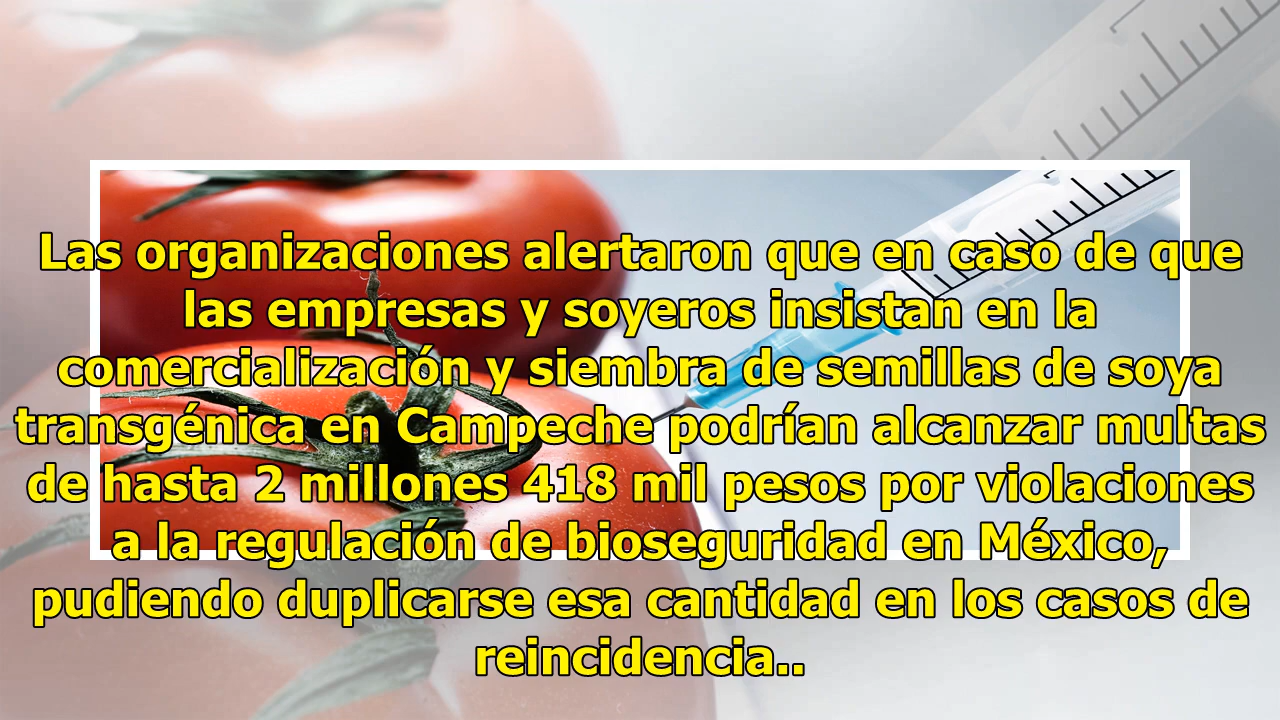 Las organizaciones alertaron que en caso de que
las empresas y soyeros insistan en la
comercialización y siembra de semillas de soya
transgénica en Campeche podrían alcanzar multas
de hasta 2 millones 418 mil pesos por violaciones
a la regulación de bioseguridad en México,
pudiendo duplicarse esa cantidad en los casos de
reincidencia..